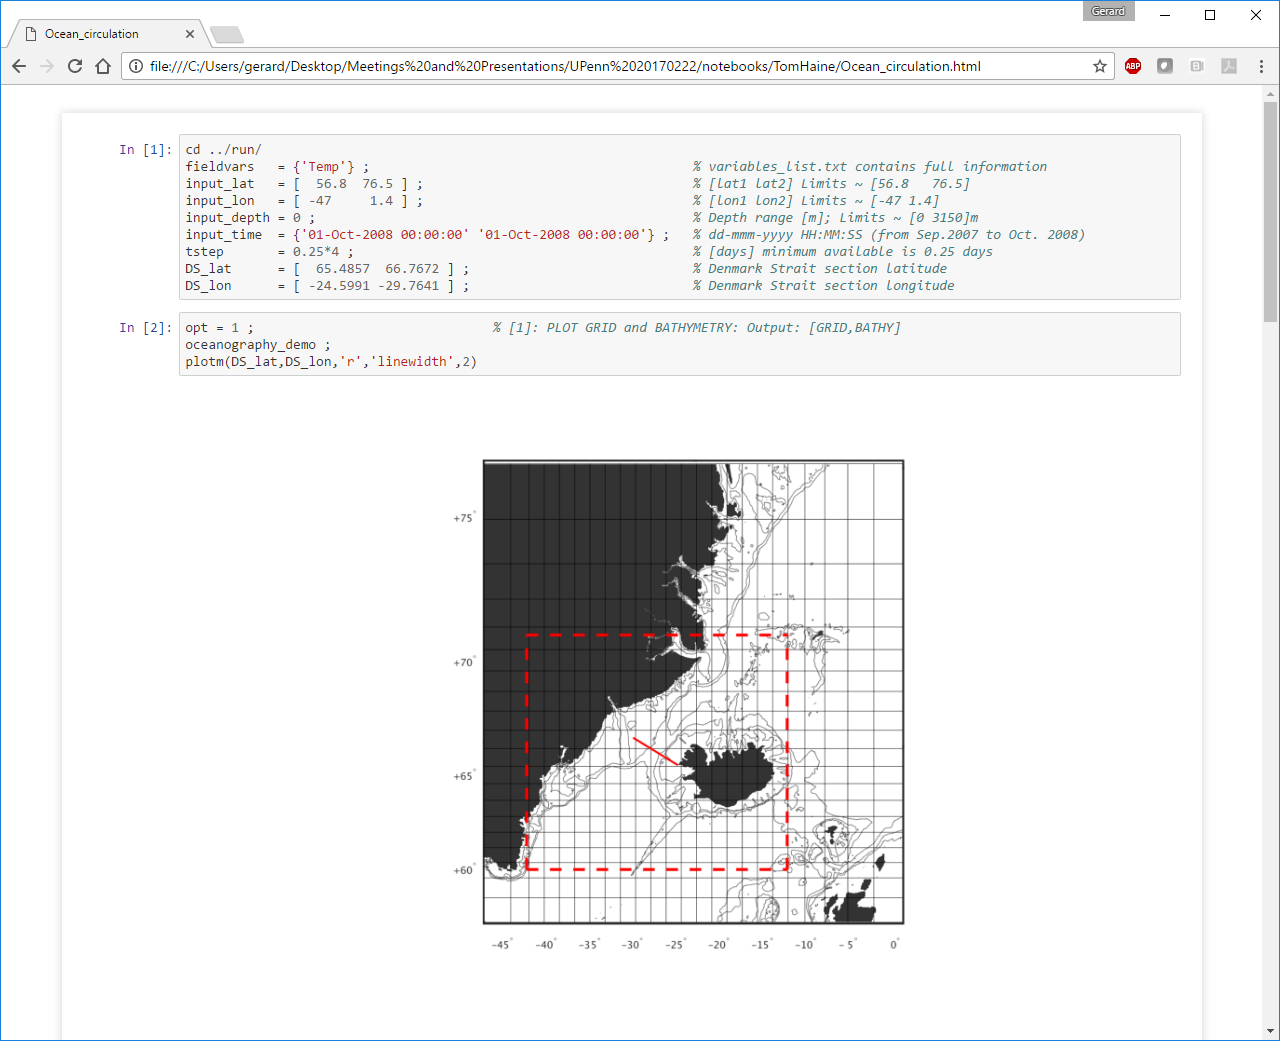 Gerard
Ocean_circulation
file:///C:/Users/gerard/Desktop/Meetings%20and%20Presentations/UPenn%2020170222/notebooks/TomHaine/Ocean_circulation.html
ABP
In [1]: cd ../run/
fieldvars = {'Temp'} ; % variables_list.txt contains full information
input_lat = [ 56.8 76.5 ] ; % [lat1 lat2] Limits ~ [56.8 76.5]
input_lon = [ -47 1.4 ] ; % [lon1 lon2] Limits ~ [-47 1.4]
input_depth = 0 ; % Depth range [m]; Limits ~ [0 3150]m
input_time = {'01-Oct-2008 00:00:00' '01-Oct-2008 00:00:00'} ; % dd-mmm-yyyy HH:MM:SS (from Sep.2007 to Oct. 2008)
tstep = 0.25*4 ; % [days] minimum available is 0.25 days
DS_lat = [ 65.4857 66.7672 ] ; % Denmark Strait section latitude
DS_lon = [ -24.5991 -29.7641 ] ; % Denmark Strait section longitude
In [2]: opt = 1 ; % [1]: PLOT GRID and BATHYMETRY: Output: [GRID,BATHY]
oceanography_demo ;
plotm(DS_lat,DS_lon,'r','linewidth',2)
+75°
+70°
+65°
+60°
-45° -40° -35° -30° -25° -20° -15° -10° - 5° 0°